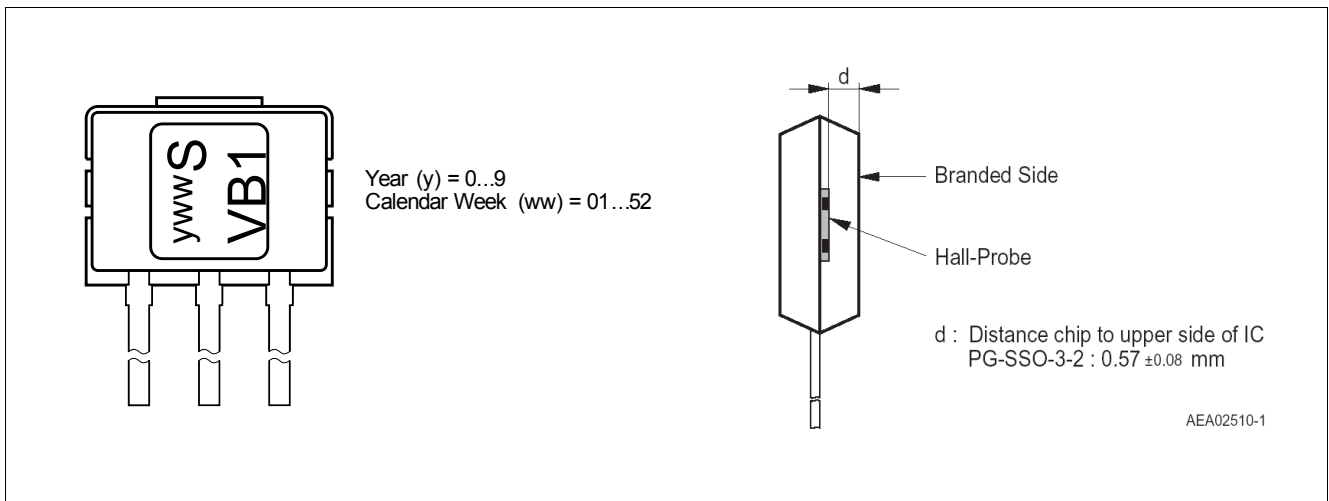 ywwS
VB1
Year (y) = 0...9
Calendar Week (ww) = 01...52
d
Branded Side
Hall-Probe
d : Distance chip to upper side of IC
PG-SSO-3-2 : 0.57 ±0.08 mm
AEA02510-1